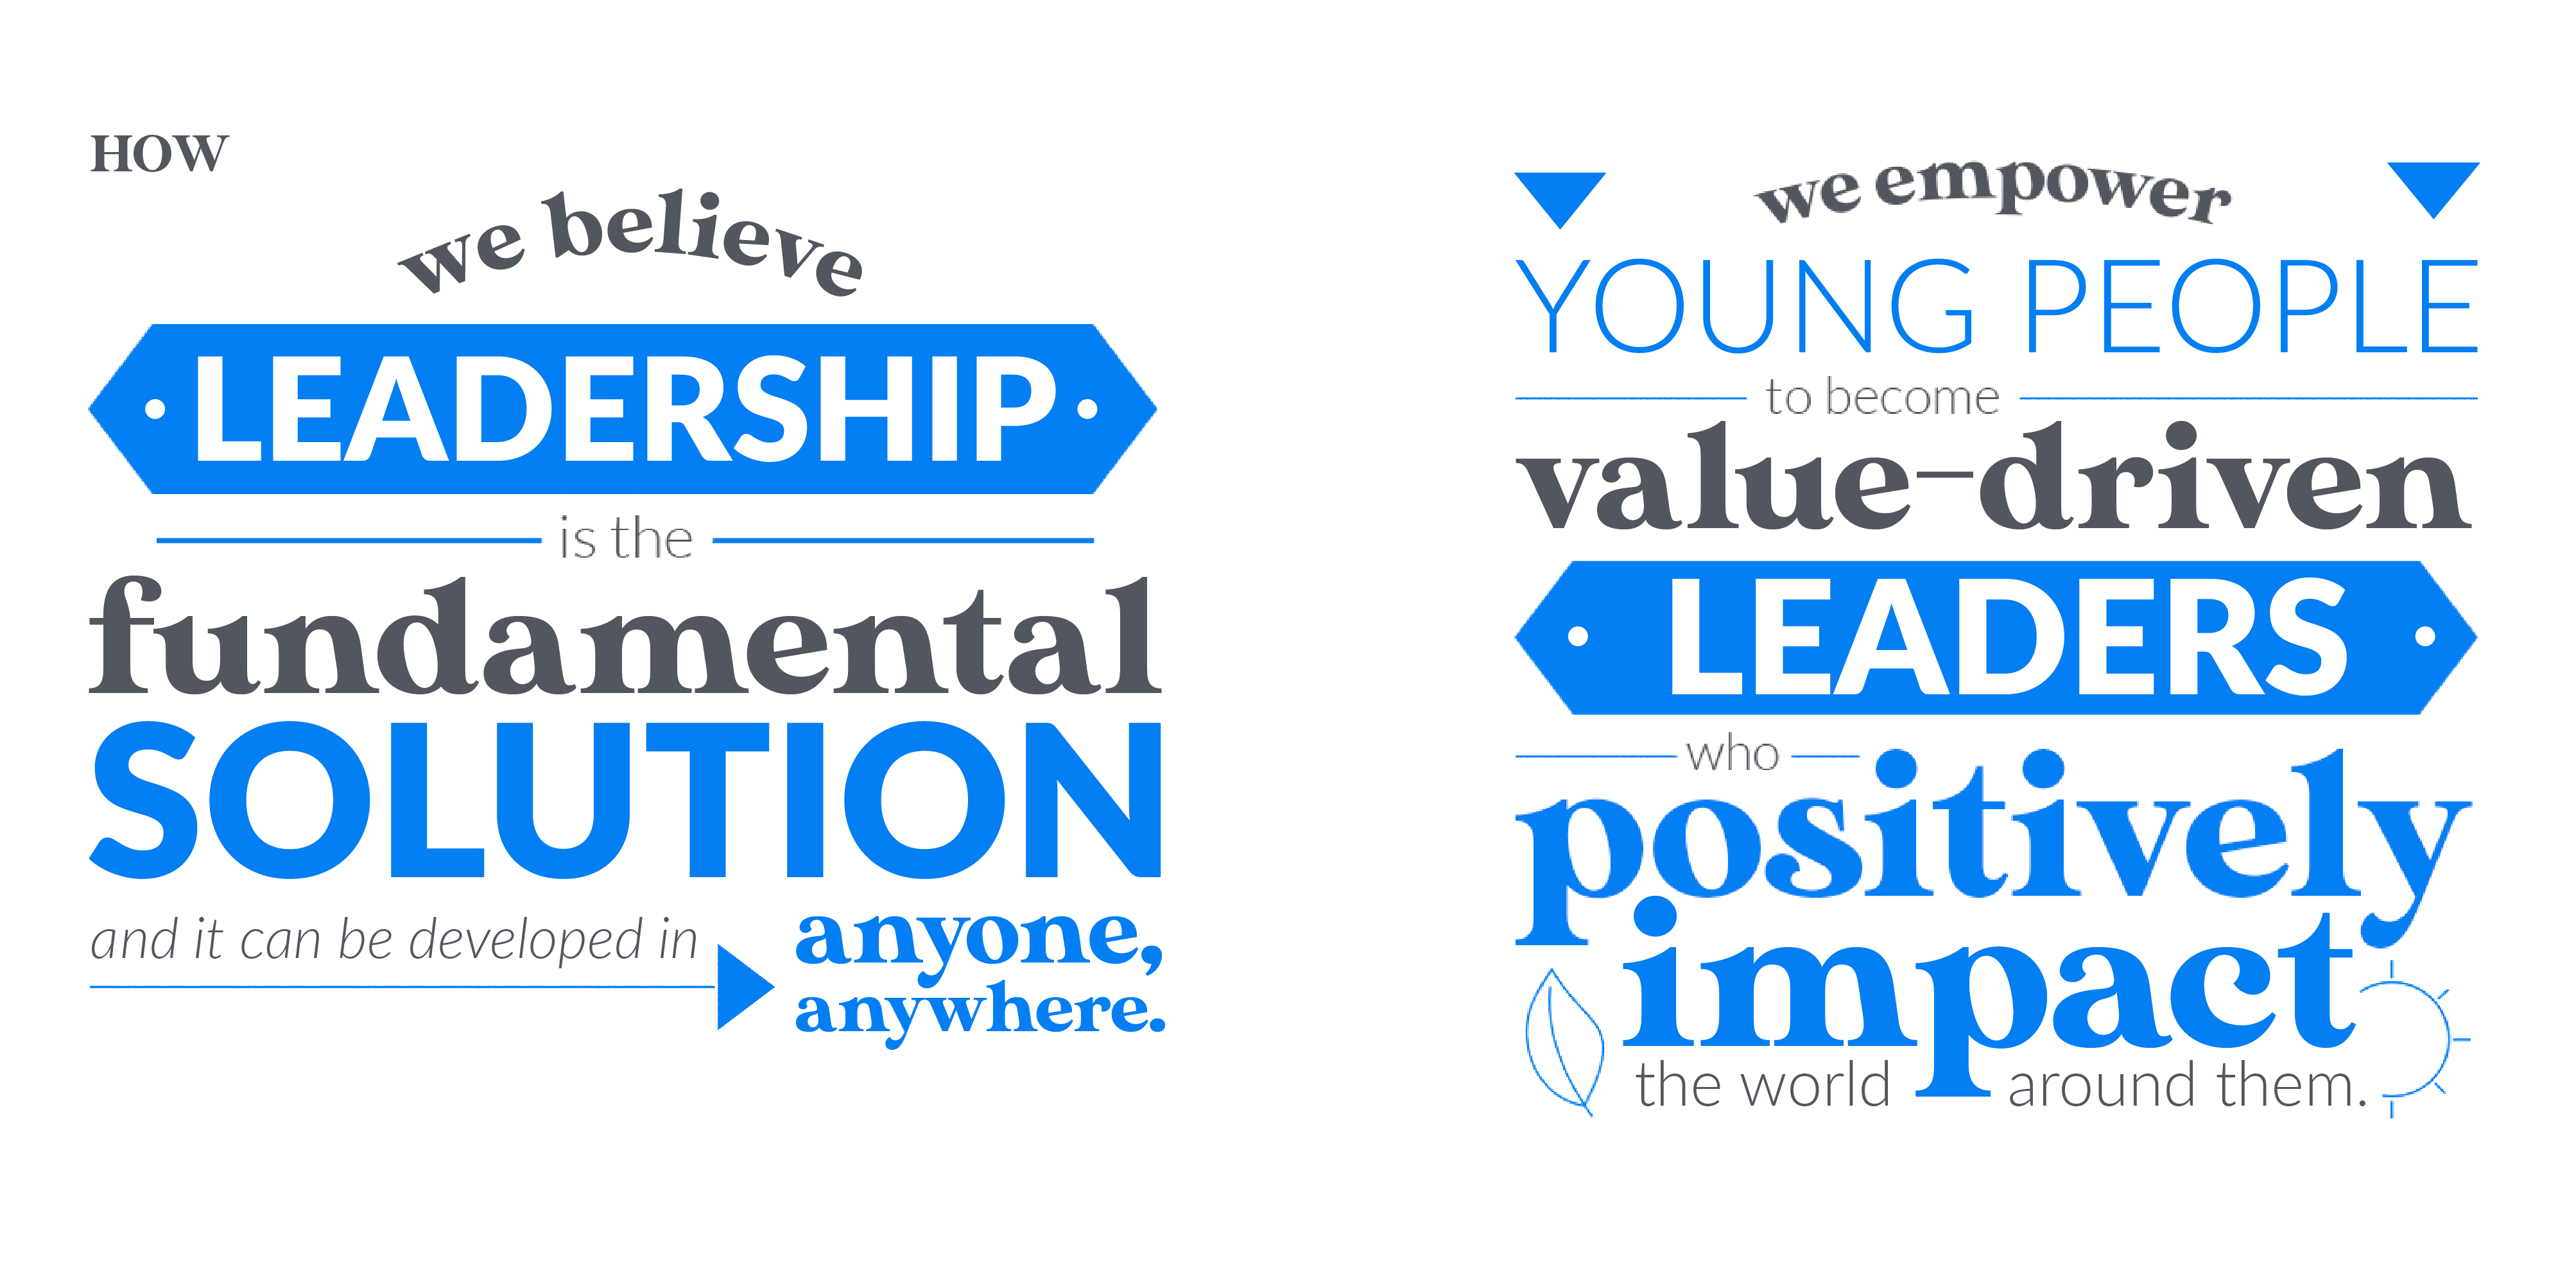 HOW
we believe
LEADERSHIP
is the
fundamental
SOLUTION
and it can be developed in
anyone,
anywhere.
we empower
YOUNG PEOPLE
to become
value-driven
LEADERS
who
positively
impact
the world around them.